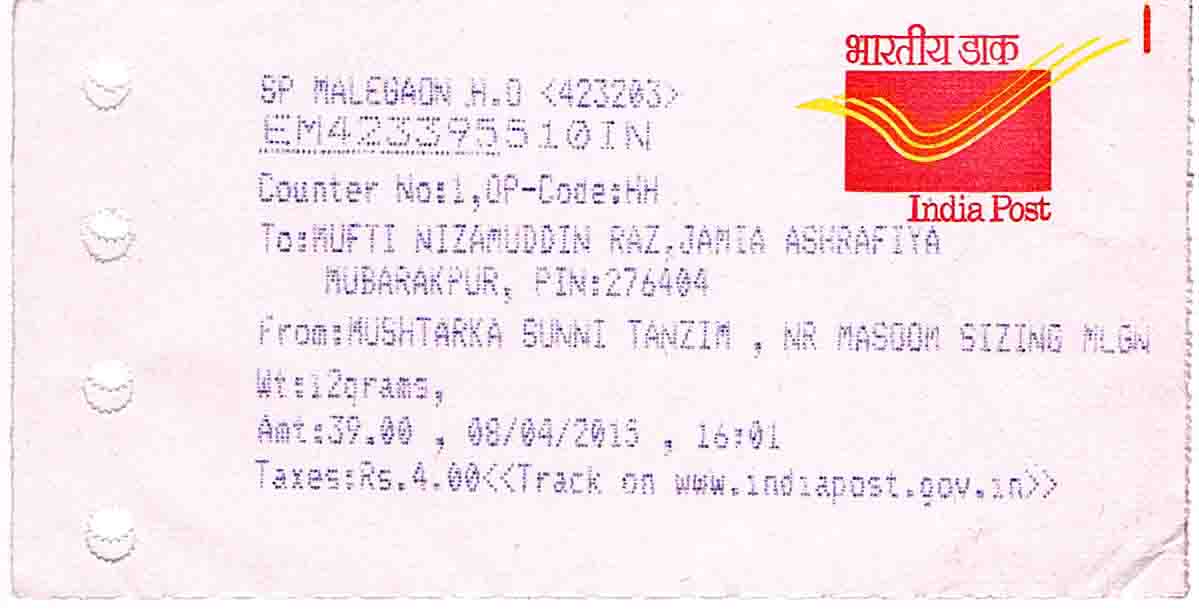 भारतीय डाक
India Post
SP MALEGAON H.O <423203>
EM423395510IN
Counter No:1,OP-Code:HH
To:MUFTI NIZAMUDDIN RAZ,JAMIA ASHRAFIYA
MUBARAKPUR, PIN:276404
From:MUSHTARKA SUNNI TANZIM , NR MASOOM SIZING MLGN
Wt:12grams,
Amt:39.00 , 08/04/2015 , 16:01
Taxes:Rs.4.00<<Track on www.indiapost.gov.in>>